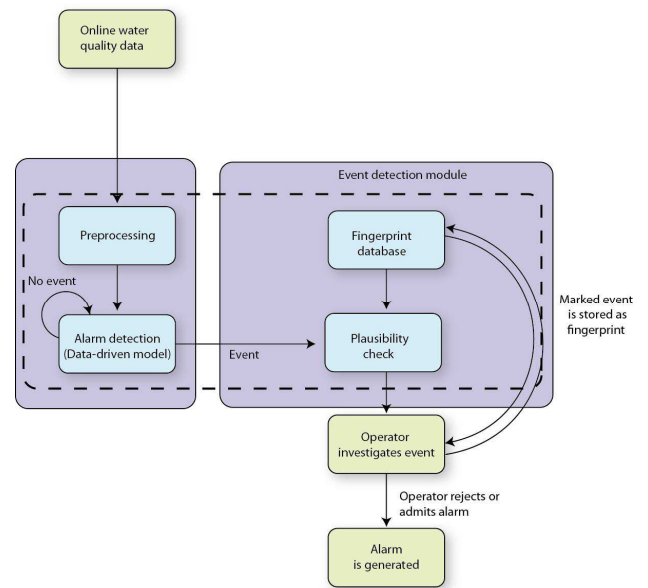 Online water
quality data
Event detection module
Preprocessing
Fingerprint
database
No event
Marked event
is stored as
fingerprint
Alarm detection
(Data-driven model)
Event
Plausibility
check
Operator
investigates event
Operator rejects or
admits alarm
Alarm
is generated